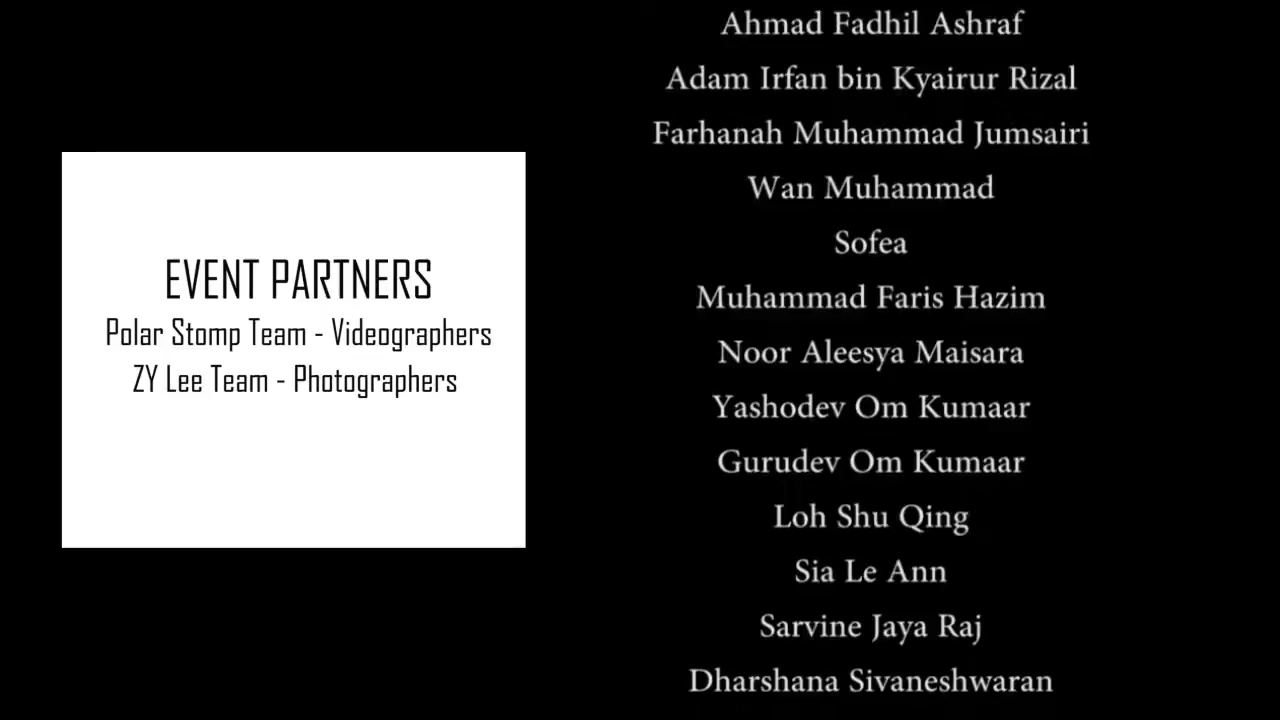 EVENT PARTNERS
Polar Stomp Team - Videographers
ZY Lee Team - Photographers
Ahmad Fadhil Ashraf
Adam Irfan bin Kyairur Rizal
Farhanah Muhammad Jumsairi
Wan Muhammad
Sofea
Muhammad Faris Hazim
Noor Aleesya Maisara
Yashodev Om Kumaar
Gurudev Om Kumaar
Loh Shu Qing
Sia Le Ann
Sarvine Jaya Raj
Dharshana Sivaneshwaran